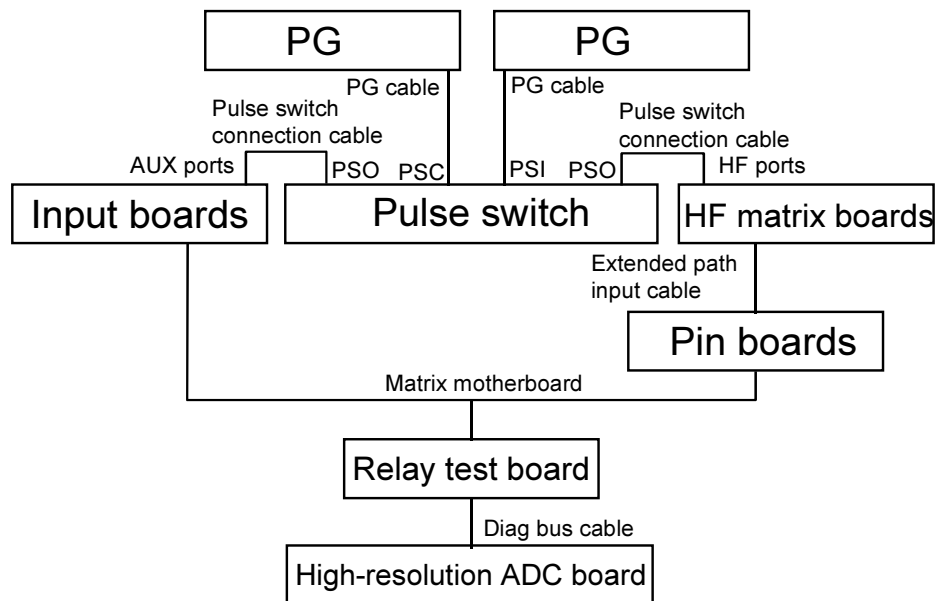 PG
PG
PG cable
PG cable
Pulse switch
connection cable
Pulse switch
connection cable
AUX ports
PSO
PSC
PSI
PSO
HF ports
Input boards
Pulse switch
HF matrix boards
Extended path
input cable
Pin boards
Matrix motherboard
Relay test board
Diag bus cable
High-resolution ADC board